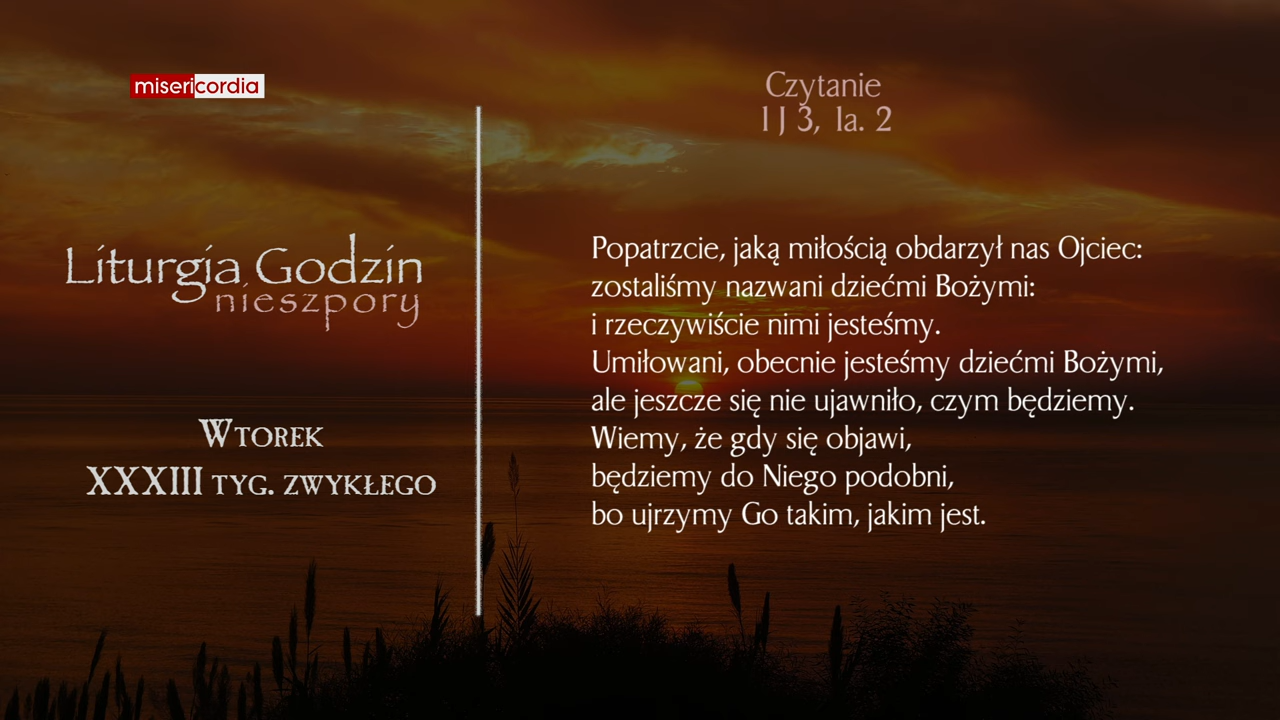 misericordia
Liturgia Godzin
nieszpory
Wtorek
XXXIII tyg. zwykłego
Czytanie
1 J 3, 1a. 2
Popatrzcie, jaką miłością obdarzył nas Ojciec:
zostaliśmy nazwani dziećmi Bożymi:
i rzeczywiście nimi jesteśmy.
Umiłowani, obecnie jesteśmy dziećmi Bożymi,
ale jeszcze się nie ujawniło, czym będziemy.
Wiemy, że gdy się objawi,
będziemy do Niego podobni,
bo ujrzymy Go takim, jakim jest.